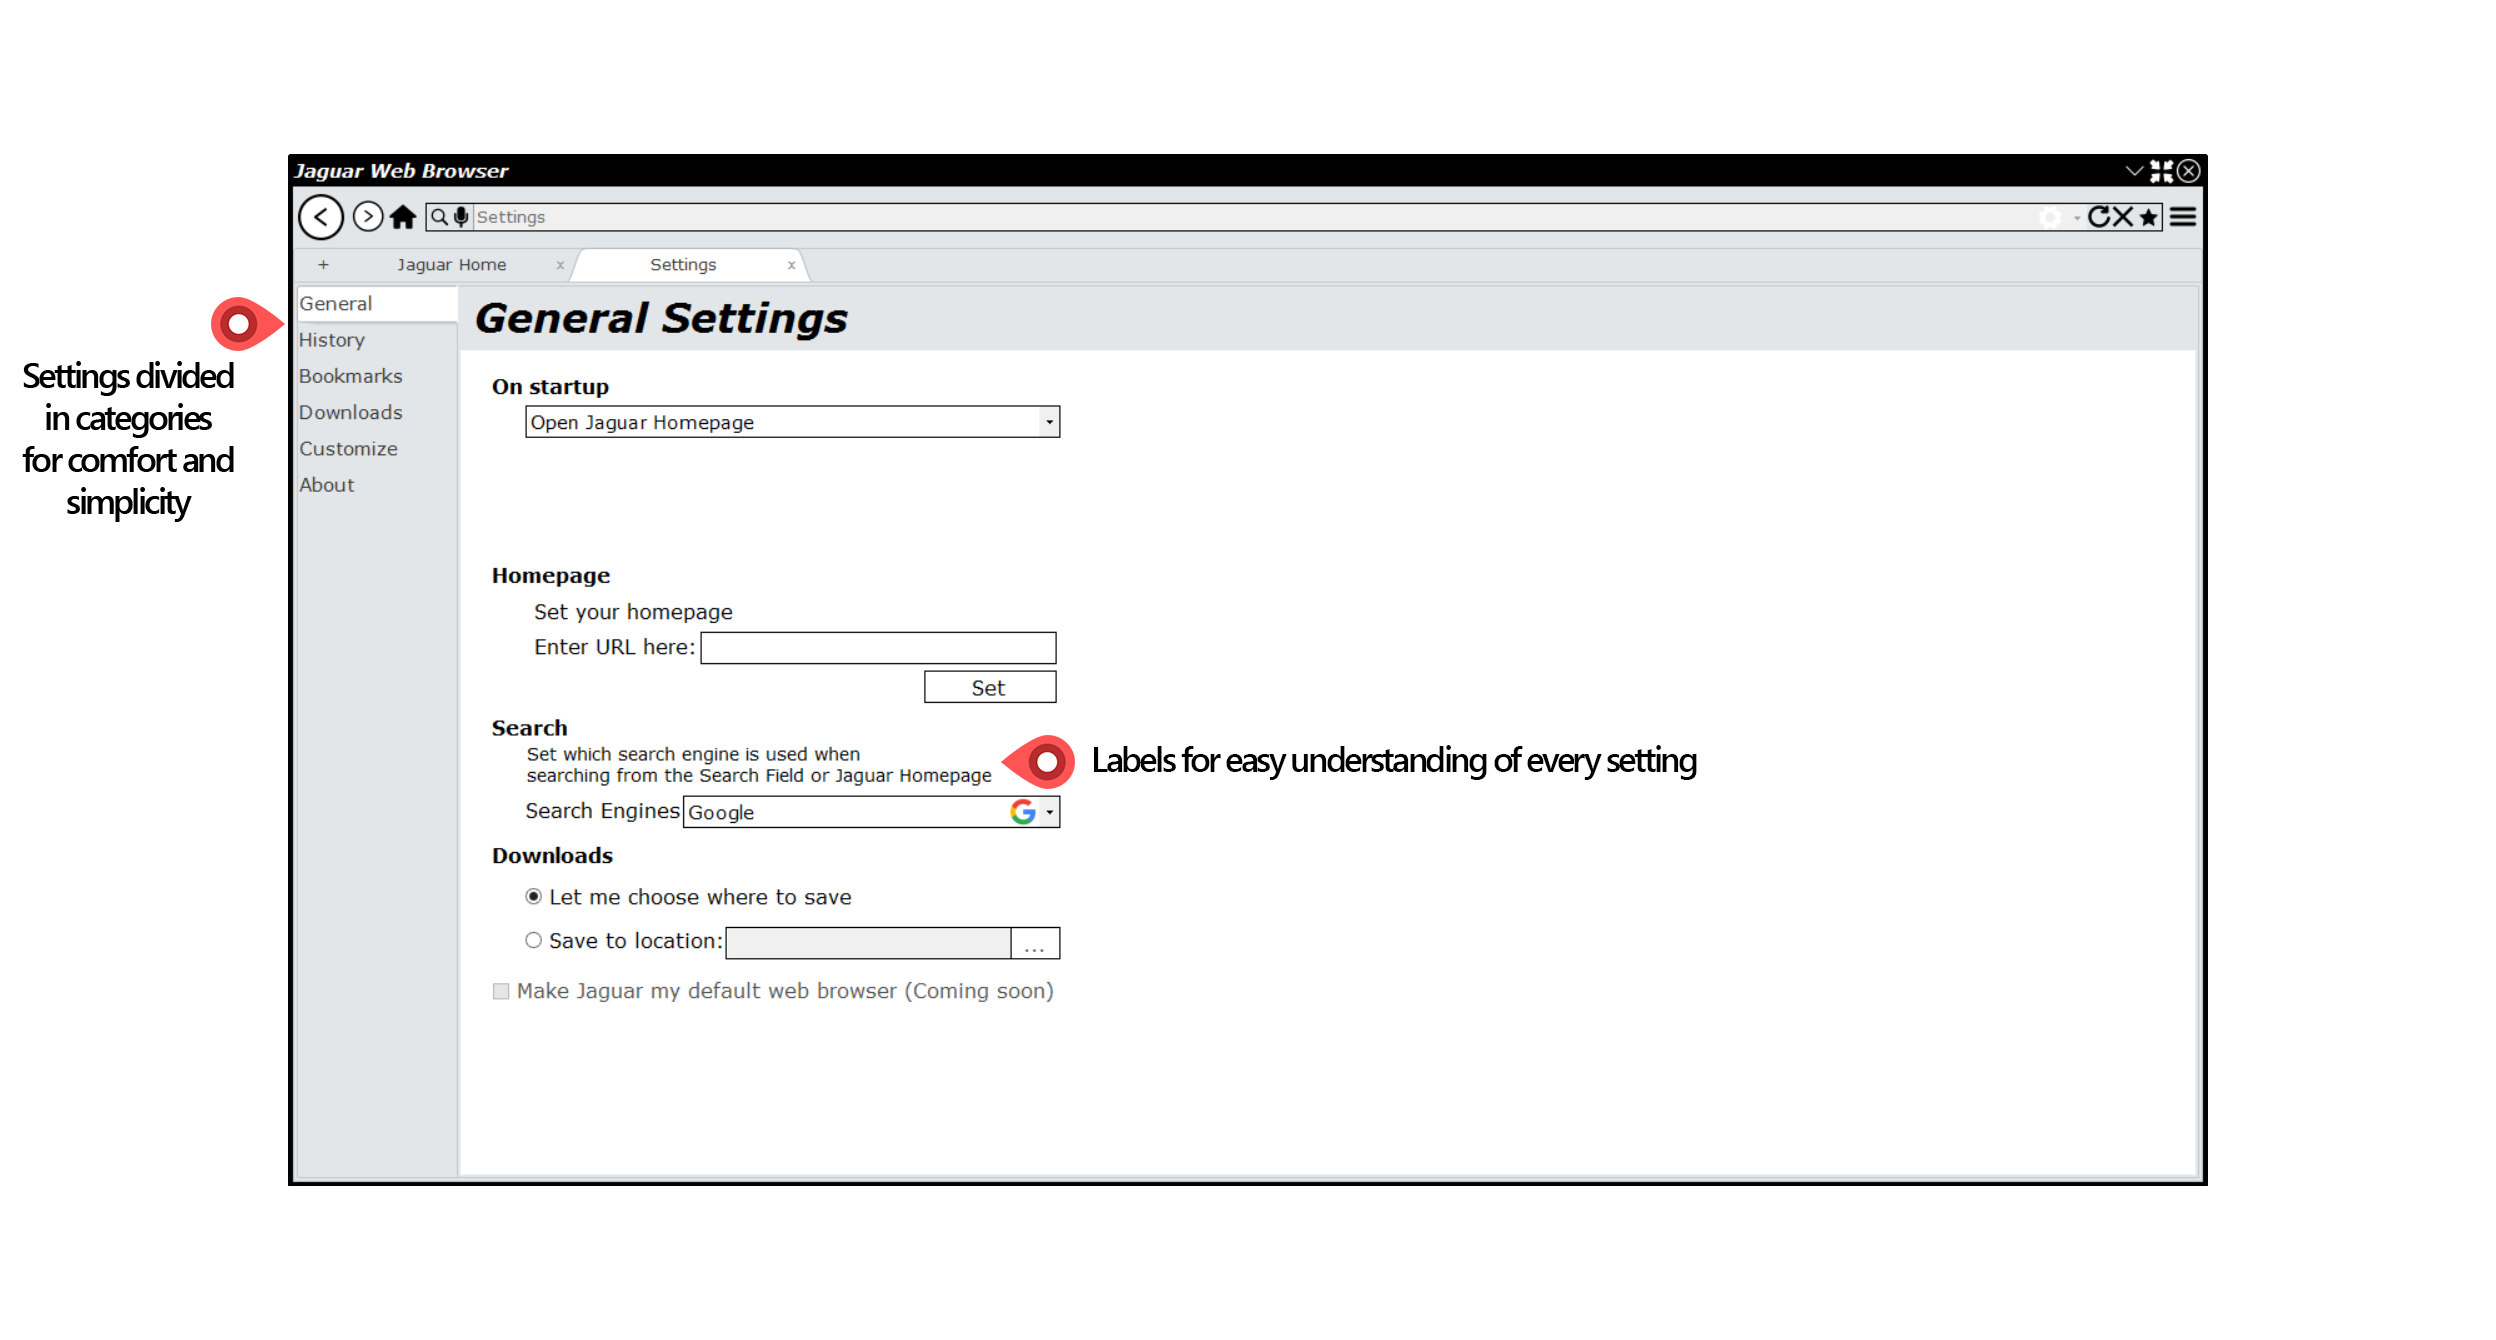 Jaguar Web Browser
Settings
+ Jaguar Home x Settings x
General
History
Bookmarks
Downloads
Customize
About
Settings divided
in categories
for comfort and
simplicity
General Settings
On startup
Open Jaguar Homepage
Homepage
Set your homepage
Enter URL here:
Set
Search
Set which search engine is used when
searching from the Search Field or Jaguar Homepage
Labels for easy understanding of every setting
Search Engines Google
Downloads
Let me choose where to save
Save to location: ...
Make Jaguar my default web browser (Coming soon)